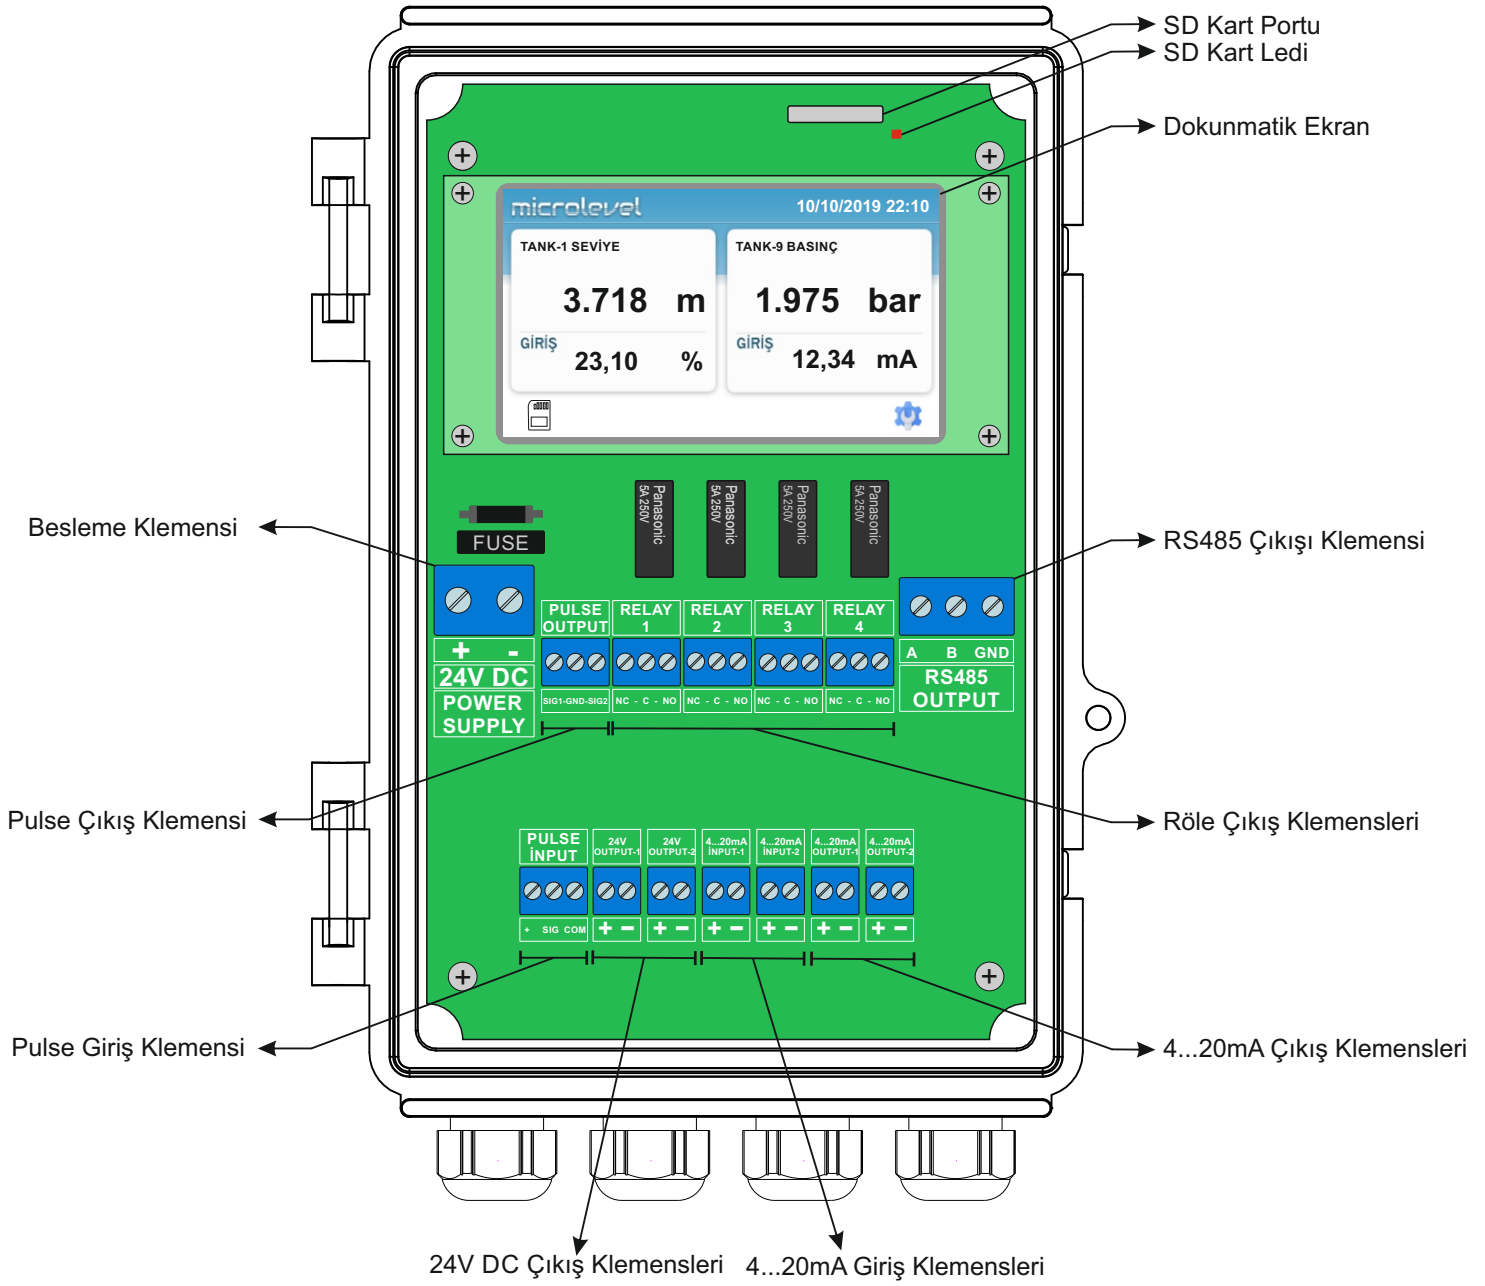 SD Kart Portu
SD Kart Ledi
Dokunmatik Ekran
microlevel 10/10/2019 22:10
TANK-1 SEVİYE
3.718 m
GİRİŞ 23,10 %
TANK-9 BASINÇ
1.975 bar
GİRİŞ 12,34 mA
Besleme Klemensi
FUSE
Panasonic
5A 250V
Panasonic
5A 250V
Panasonic
5A 250V
Panasonic
5A 250V
RS485 Çıkışı Klemensi
+ -
24V DC
POWER
SUPPLY
PULSE
OUTPUT
SIG1-GND-SIG2
RELAY
1
NC - C - NO
RELAY
2
NC - C - NO
RELAY
3
NC - C - NO
RELAY
4
NC - C - NO
A B GND
RS485
OUTPUT
Pulse Çıkış Klemensi
Röle Çıkış Klemensleri
PULSE
İNPUT
+ SIG COM
24V
OUTPUT-1
+ −
24V
OUTPUT-2
+ −
4...20mA
İNPUT-1
+ −
4...20mA
İNPUT-2
+ −
4...20mA
OUTPUT-1
+ −
4...20mA
OUTPUT-2
+ −
Pulse Giriş Klemensi
4...20mA Çıkış Klemensleri
24V DC Çıkış Klemensleri
4...20mA Giriş Klemensleri